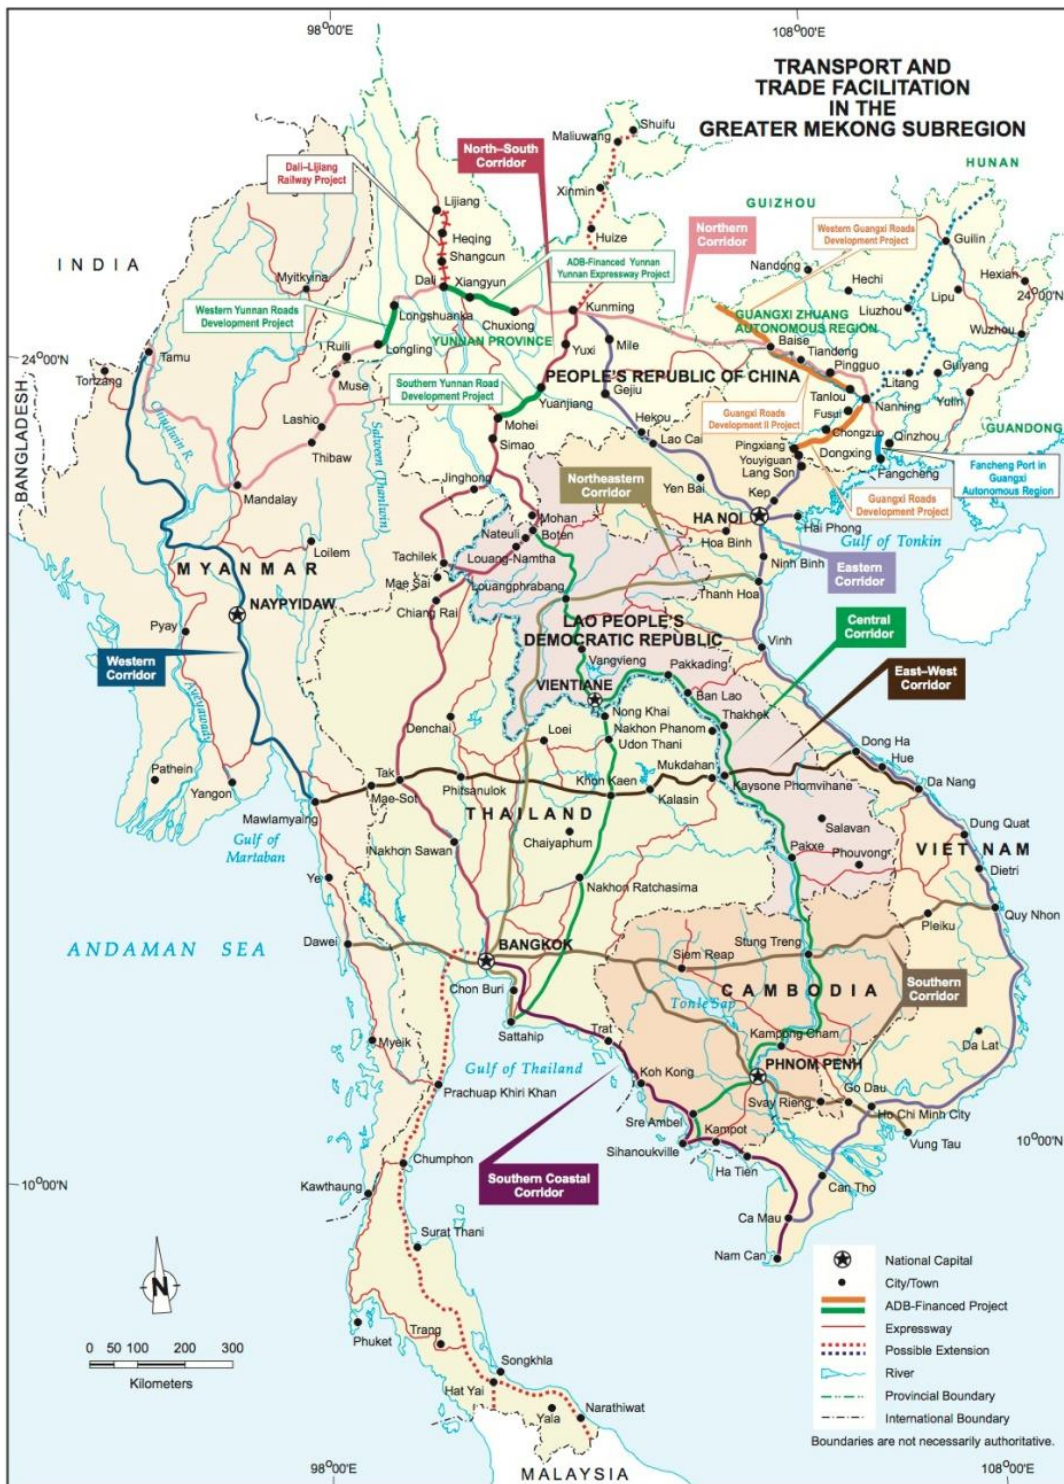 98°00'E
108°00'E
TRANSPORT AND
TRADE FACILITATION
IN THE
GREATER MEKONG SUBREGION
Shuifu
Maliuwang
North–South
Corridor
Dali–Lijiang
Railway Project
HUNAN
Xinmin
GUIZHOU
Lijiang
Western Guangxi Roads
Development Project
Huize
Northern
Corridor
Heqing
Guilin
INDIA
Shangcun
ADB-Financed Yunnan
Yunnan Expressway Project
Nandong
Myitkyina
Dali
Xiangyun
Hechi
Hexian
Lipu
24°00'N
Western Yunnan Roads
Development Project
Longshuanka
Kunming
GUANGXI ZHUANG
AUTONOMOUS REGION
Liuzhou
Chuxiong
Wuzhou
YUNNAN PROVINCE
Mile
Baise
24°00'N
Tamu
Ruili
Longling
Yuxi
Tiandeng
Pingguo
Guiyang
Tonzang
Muse
Southern Yunnan Road
Development Project
PEOPLE'S REPUBLIC OF CHINA
Litang
Gejiu
Tanlou
Yulin
Yuanjiang
Nanning
BANGLADESH
Chindwin R.
Lashio
Salween (Thanlwin)
Mohei
Hekou
Guangxi Roads
Development II Project
Fusui
GUANDONG
Simao
Lao Cai
Chongzuo
Qinzhou
Thibaw
Pingxiang
Dongxing
Youyiguan
Lang Son
Fangcheng
Fancheng Port in
Guangxi
Autonomous Region
Mandalay
Jinghong
Northeastern
Corridor
Yen Bai
Kep
Guangxi Roads
Development Project
Mohan
HA NOI
Hai Phong
Nateuil
Boten
Hoa Binh
Gulf of Tonkin
Loilem
Tachilek
Louang-Namtha
Ninh Binh
MYANMAR
Mae Sai
Louangphrabang
Eastern
Corridor
Thanh Hoa
Chiang Rai
NAYPYIDAW
LAO PEOPLE'S
DEMOCRATIC REPUBLIC
Central
Corridor
Pyay
Vinh
Western
Corridor
Vangvieng
Pakkading
East–West
Corridor
VIENTIANE
Ban Lao
Ayeyarwady
Nong Khai
Thakhek
Denchai
Loei
Nakhon Phanom
Udon Thani
Dong Ha
Mukdahan
Hue
Pathein
Tak
Khon Kaen
Yangon
Mae-Sot
Phitsanulok
Kalasin
Kaysone Phomvihane
Da Nang
Mawlamyaing
THAILAND
Gulf of
Martaban
Salavan
Dung Quat
Nakhon Sawan
Chaiyaphum
Pakxe
VIET NAM
Phouvong
Dietri
Ye
Nakhon Ratchasima
Quy Nhon
Pleiku
ANDAMAN SEA
Dawei
BANGKOK
Stung Treng
Siem Reap
Chon Buri
CAMBODIA
Southern
Corridor
Tonle Sap
Sattahip
Trat
Kampong Cham
Da Lat
Myeik
Gulf of Thailand
PHNOM PENH
Koh Kong
Prachuap Khiri Khan
Go Dau
Svay Rieng
Ho Chi Minh City
Sre Ambel
Kampot
Vung Tau
10°00'N
Sihanoukville
Chumphon
Southern Coastal
Corridor
Ha Tien
10°00'N
Kawthaung
Can Tho
Ca Mau
Surat Thani
Nam Can
National Capital
City/Town
N
ADB-Financed Project
Expressway
Phuket
Trang
Possible Extension
0 50 100 200 300
Songkhla
River
Kilometers
Hat Yai
Provincial Boundary
Yala
Narathiwat
International Boundary
Boundaries are not necessarily authoritative.
98°00'E
MALAYSIA
108°00'E